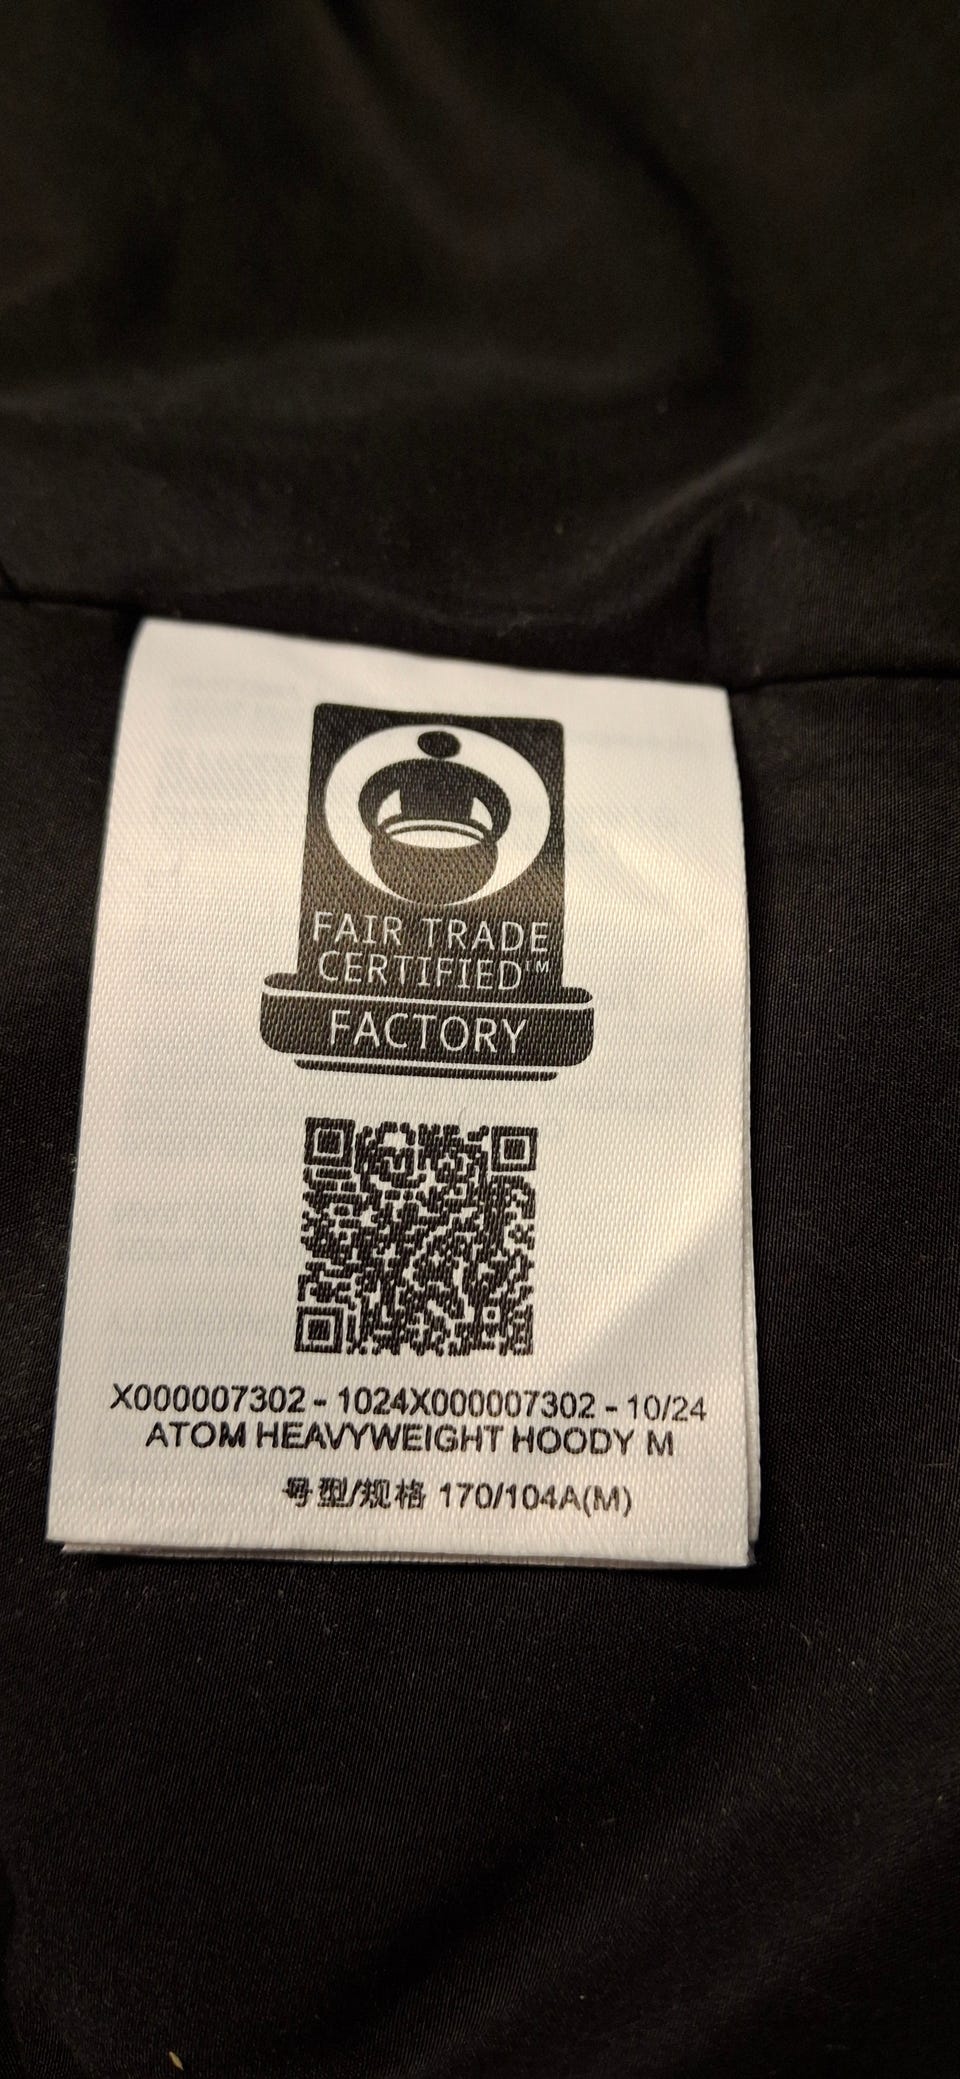 FAIR TRADE
CERTIFIED™
FACTORY
X000007302 - 1024X000007302 - 10/24
ATOM HEAVYWEIGHT HOODY M
号型/规格 170/104A(M)